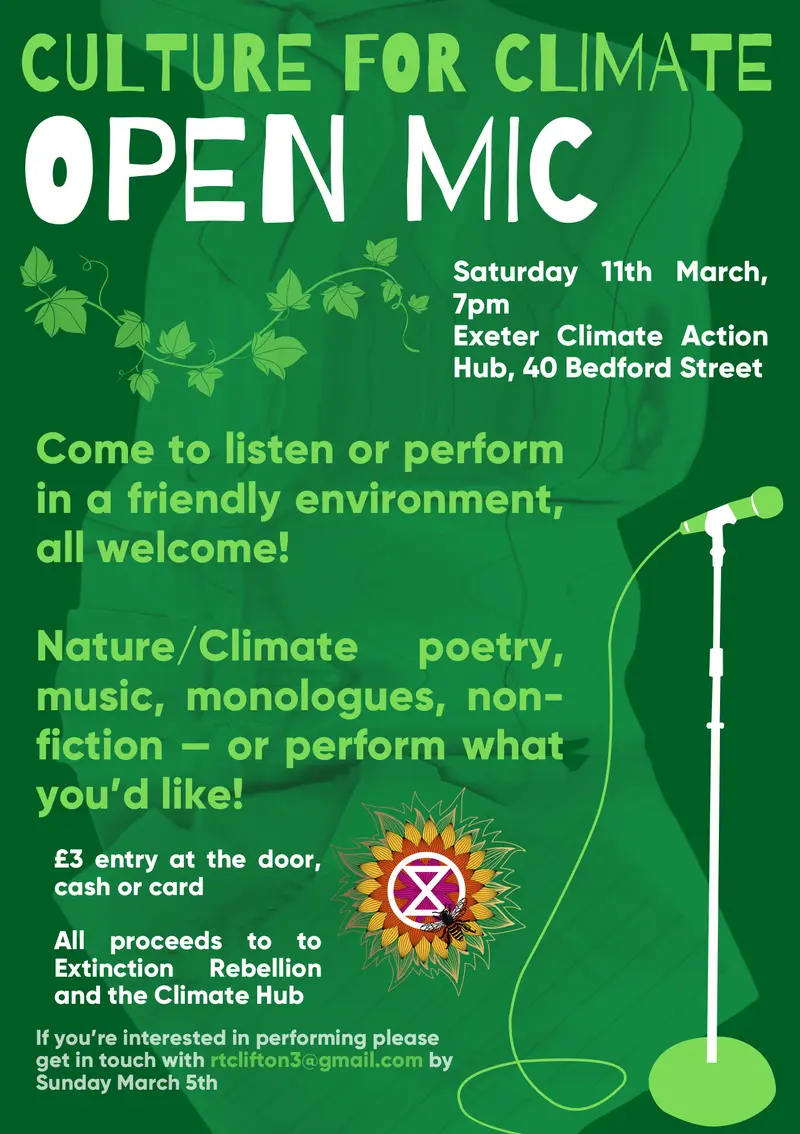 CULTURE FOR CLIMATE
OPEN MIC
Saturday 11th March,
7pm
Exeter Climate Action
Hub, 40 Bedford Street
Come to listen or perform
in a friendly environment,
all welcome!
Nature/Climate poetry,
music, monologues, non-
fiction – or perform what
you'd like!
£3 entry at the door,
cash or card
All proceeds to to
Extinction Rebellion
and the Climate Hub
If you're interested in performing please
get in touch with rtclifton3@gmail.com by
Sunday March 5th